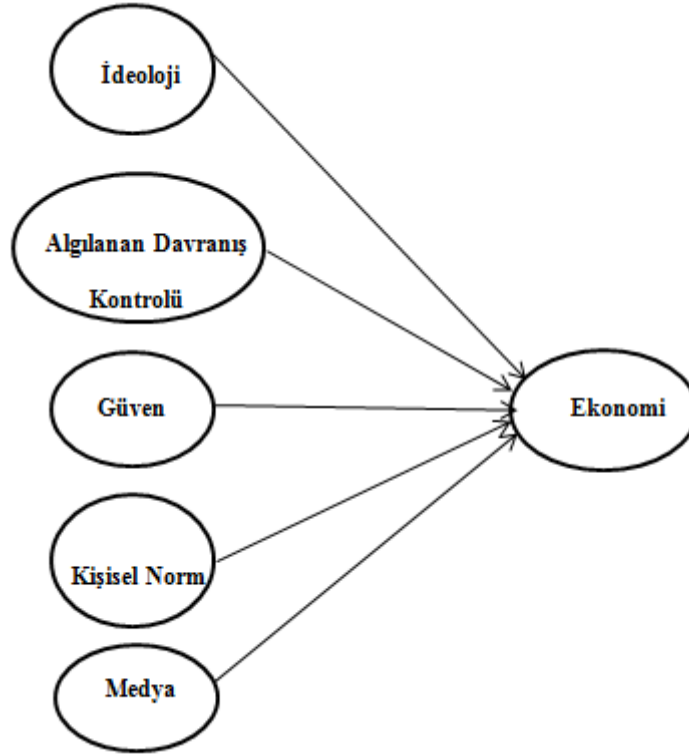 İdeoloji
Algılanan Davranış
Kontrolü
Güven
Ekonomi
Kişisel Norm
Medya